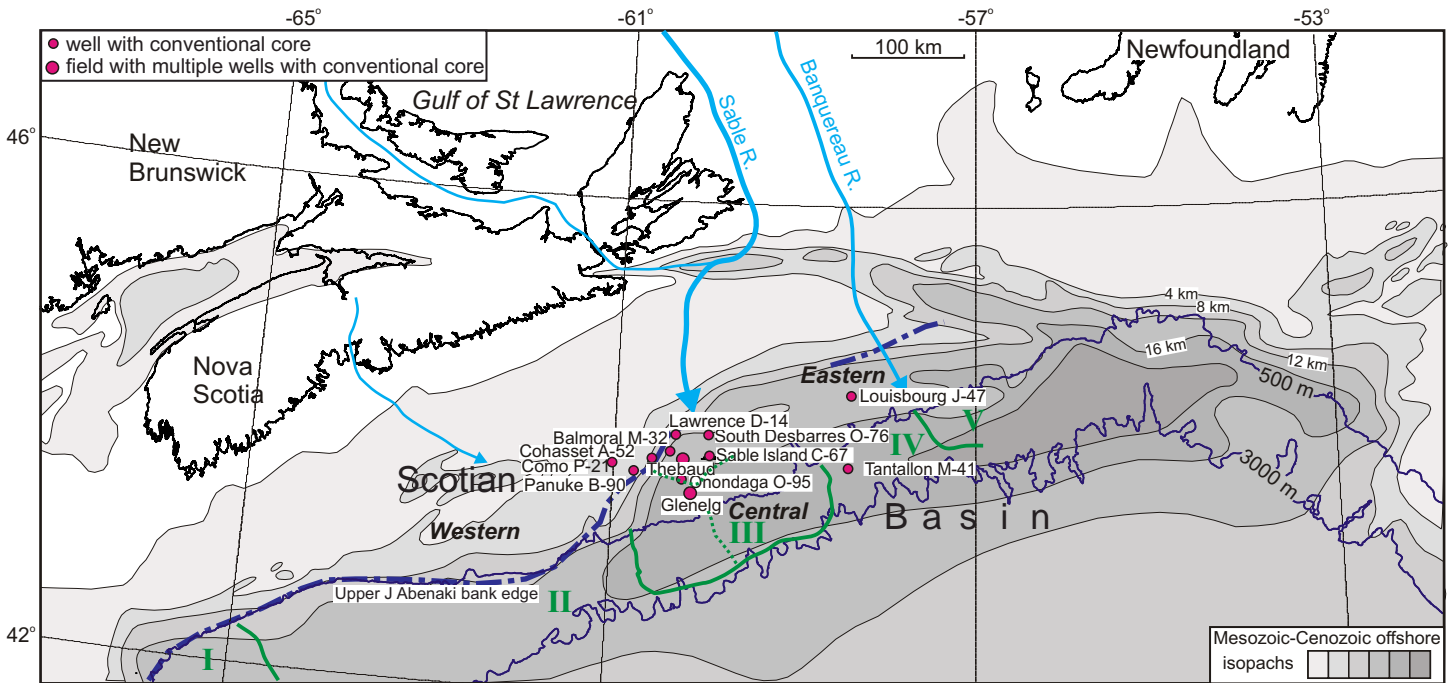 -65°
-61°
-57°
-53°
well with conventional core
field with multiple wells with conventional core
100 km
Newfoundland
Gulf of St Lawrence
Sable R.
Banquereau R.
46°
New
Brunswick
4 km
8 km
16 km
12 km
Nova
Scotia
500 m
Eastern
Louisbourg J-47
Lawrence D-14
IV
V
Balmoral M-32
South Desbarres O-76
Cohasset A-52
Sable Island C-67
Como P-21
Thebaud
Tantallon M-41
Scotian
Panuke B-90
Onondaga O-95
3000 m
Glenelg
Central
Basin
Western
III
Upper J Abenaki bank edge
II
42°
I
Mesozoic-Cenozoic offshore
isopachs